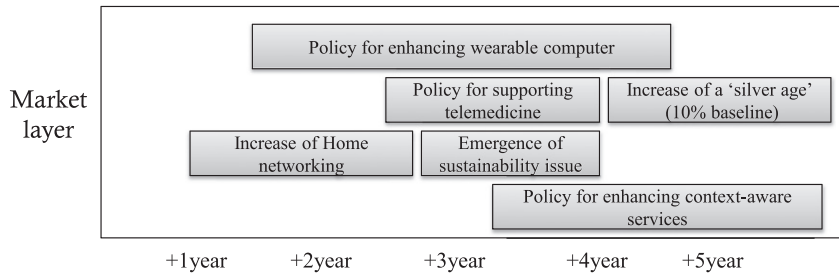 Policy for enhancing wearable computer
Market
layer
Policy for supporting
telemedicine
Increase of a ‘silver age’
(10% baseline)
Increase of Home
networking
Emergence of
sustainability issue
Policy for enhancing context-aware
services
+1year +2year +3year +4year +5year